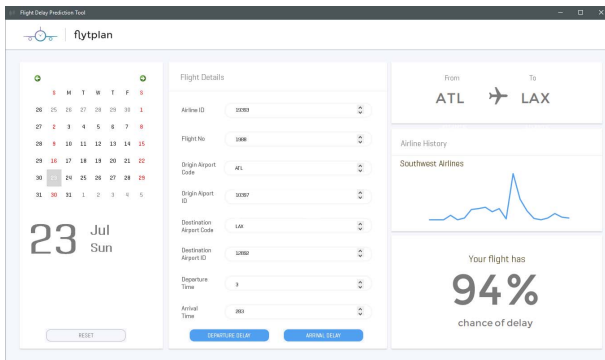 Flight Delay Prediction Tool
flytplan
S M T W T F S
26 25 26 27 28 29 30 1
27 2 3 4 5 6 7 8
28 9 10 11 12 13 14 15
29 16 17 18 19 20 21 22
30 23 24 25 26 27 28 29
31 30 31 1 2 3 4 5
23 Jul
Sun
RESET
Flight Details
Airline ID 19393
Flight No 1988
Origin Airport
Code ATL
Origin Aiport
ID 10397
Destination
Airport Code LAX
Destination
Airport ID 12892
Departure
Time 3
Arrival
Time
DEPARTURE DELAY ARRIVAL DELAY
From To
ATL LAX
Airline History
Southwest Airlines
Your flight has
94%
chance of delay